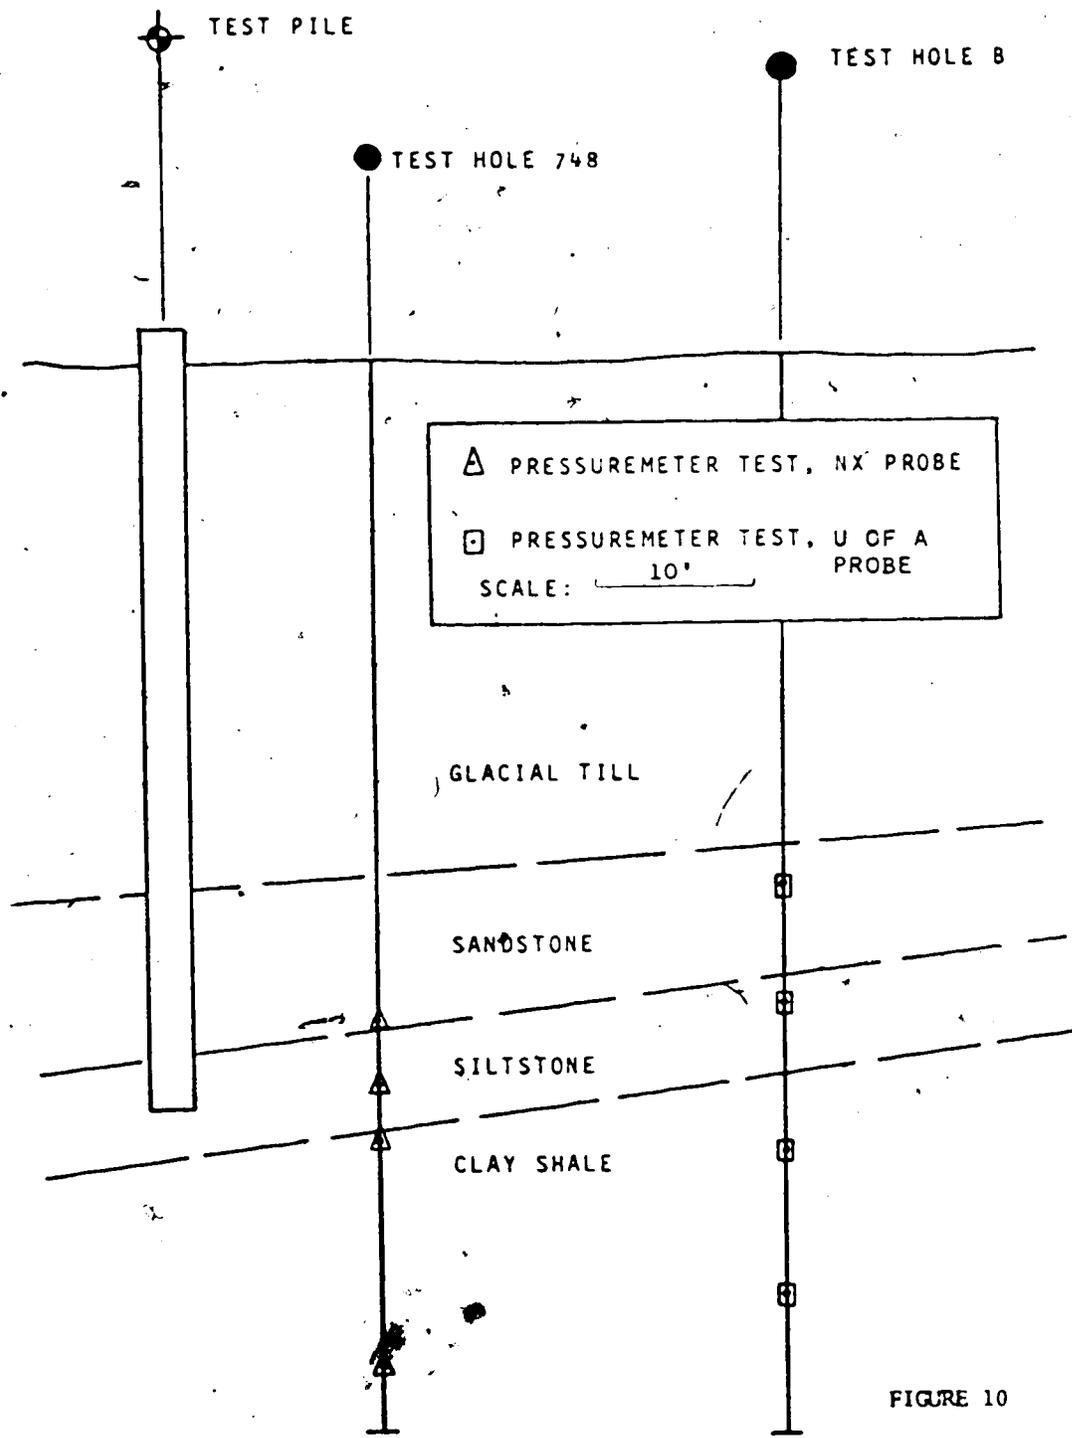 TEST PILE
TEST HOLE B
TEST HOLE 748
PRESSUREMETER TEST, NX PROBE
PRESSUREMETER TEST, U OF A
PROBE
SCALE: 10'
GLACIAL TILL
SANDSTONE
SILTSTONE
CLAY SHALE
FIGURE 10